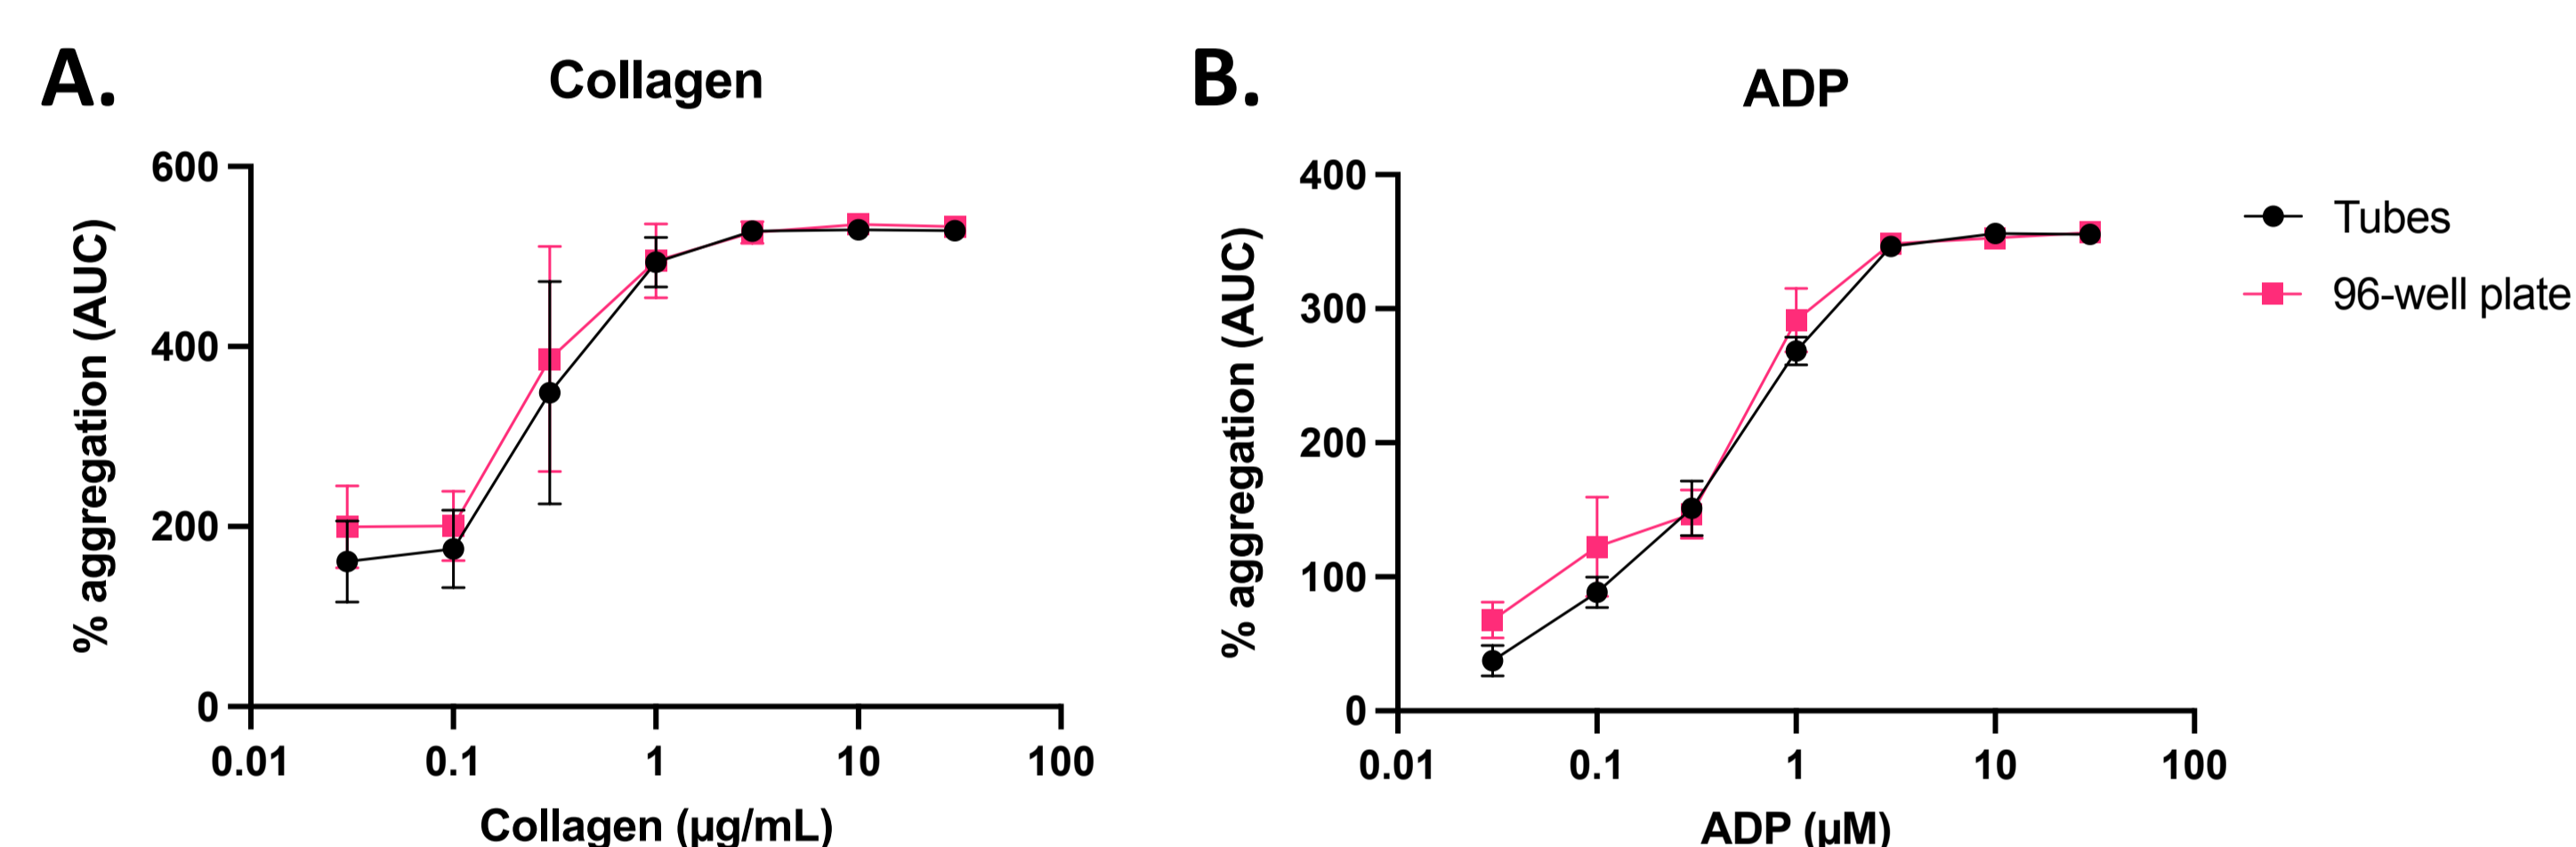 A.
Collagen
600
400
200
0
% aggregation (AUC)
0.01 0.1 1 10 100
Collagen (µg/mL)
B.
ADP
400
300
200
100
0
% aggregation (AUC)
0.01 0.1 1 10 100
ADP (µM)
Tubes
96-well plate